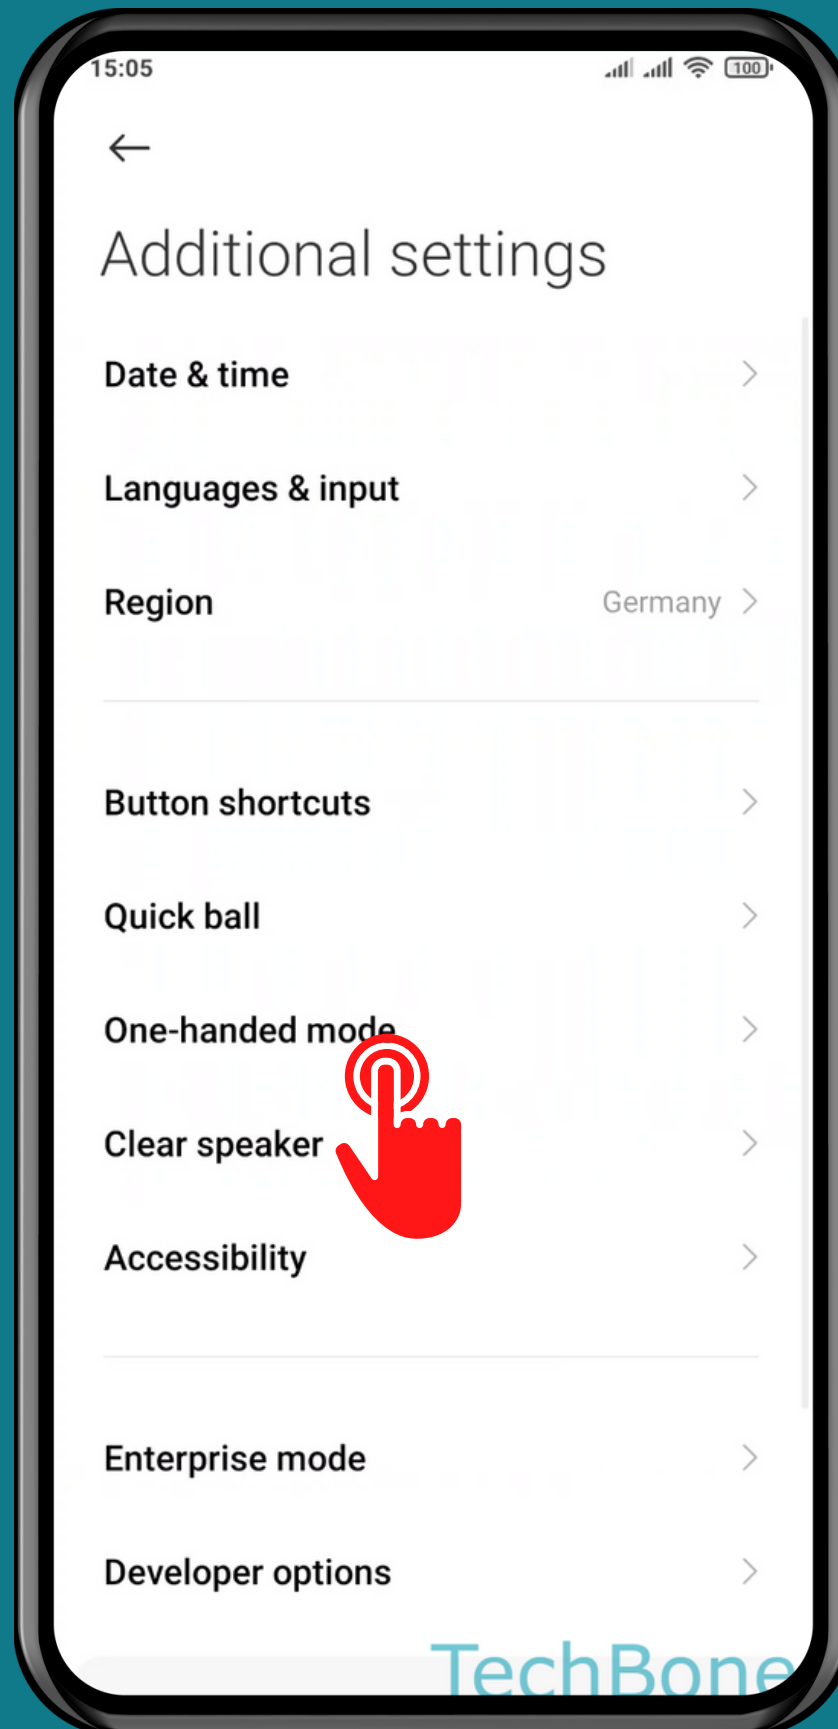 15:05
100
Additional settings
Date & time
Languages & input
Region
Germany
Button shortcuts
Quick ball
One-handed mode
Clear speaker
Accessibility
Enterprise mode
Developer options
TechBone